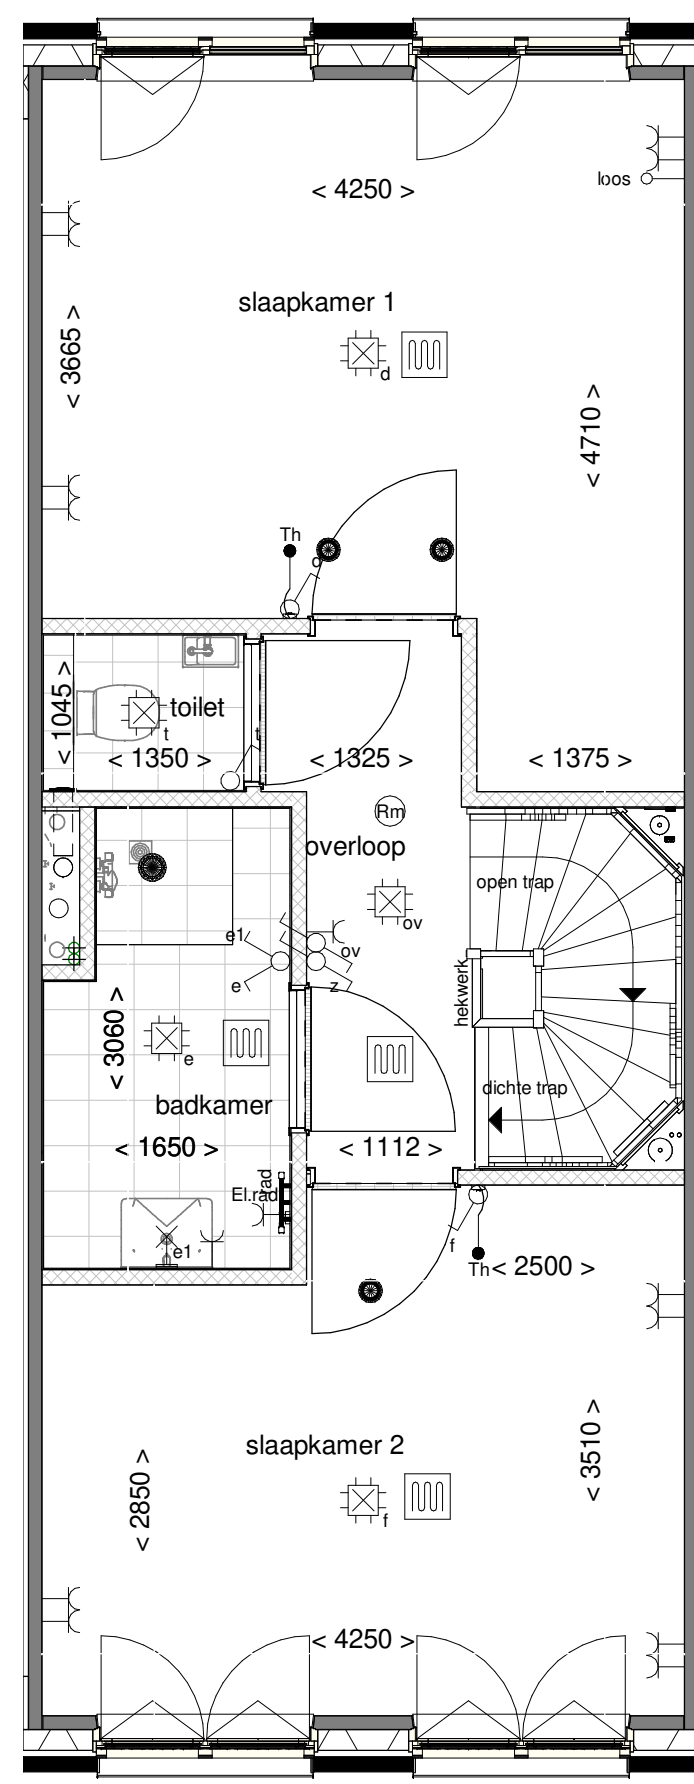 < 4250 >
loos
slaapkamer 1
< 3665 >
d
< 4710 >
Th
o
< 1045 >
toilet
t
t
< 1350 >
< 1325 >
< 1375 >
Rm
overloop
open trap
ov
e1
ov
e
z
hekwerk
< 3060 >
e
dichte trap
badkamer
< 1650 >
< 1112 >
rad
El.rad
e1
f
Th
< 2500 >
slaapkamer 2
< 3510 >
< 2850 >
f
< 4250 >